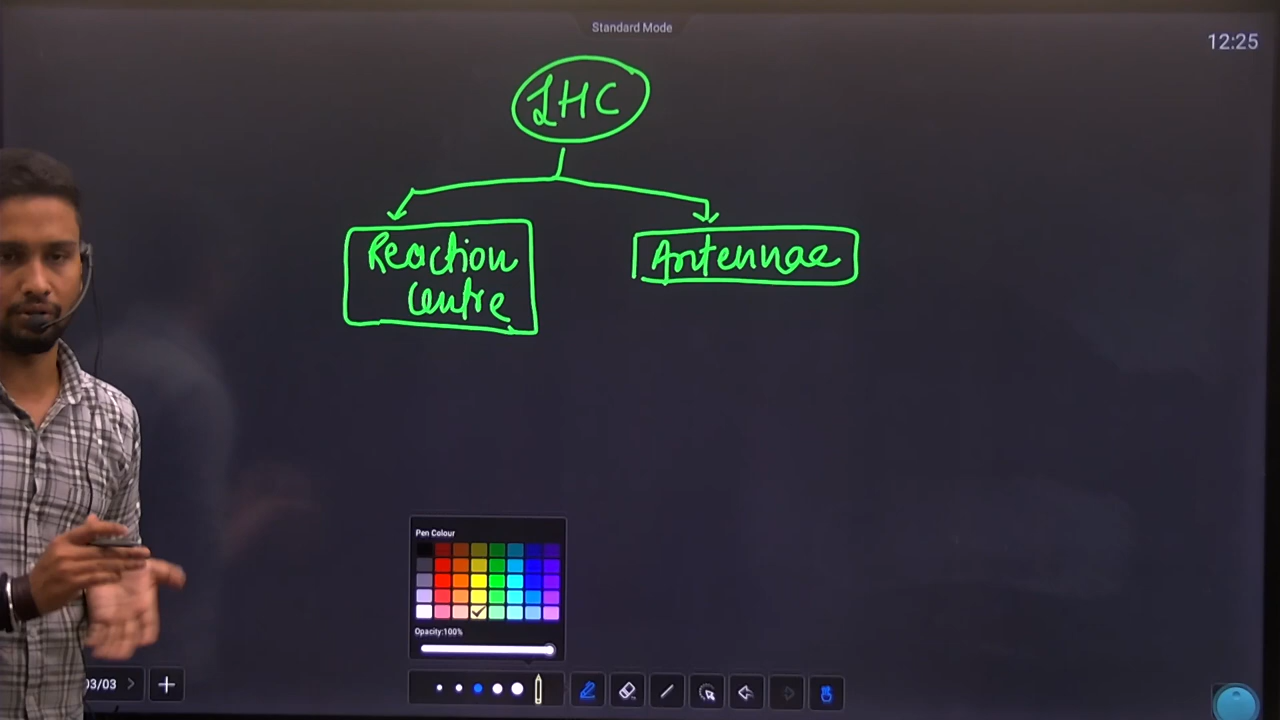 Standard Mode
12:25
LHC
Reaction
Centre
Antennae
Pen Colour
Opacity:100%
03/03